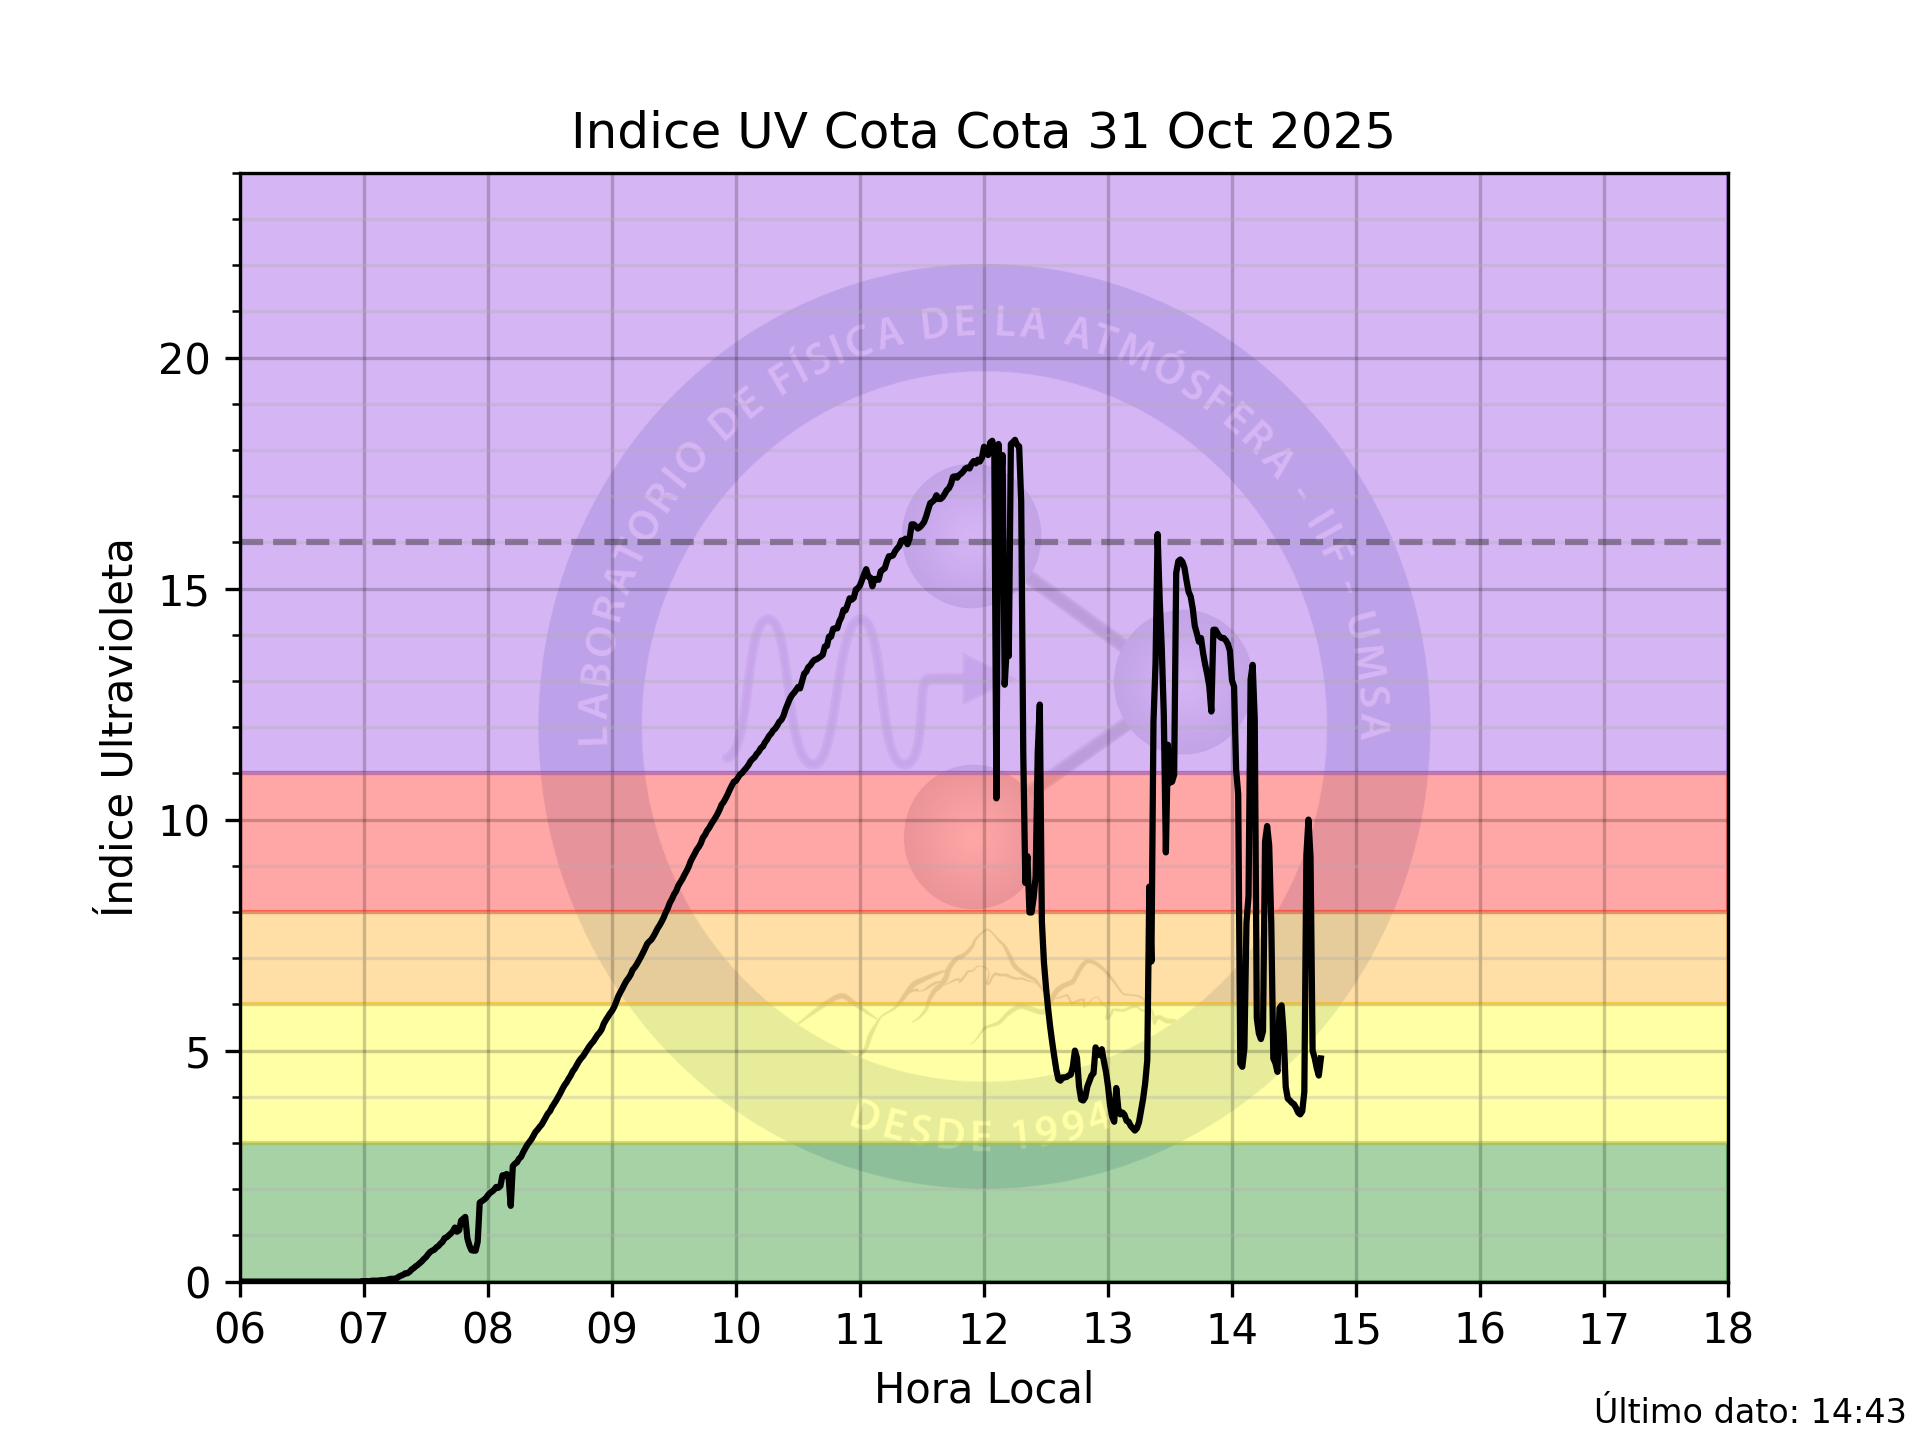 Indice UV Cota Cota 31 Oct 2025
20
15
10
5
0
Índice Ultravioleta
LABORATORIO DE FÍSICA DE LA ATMÓSFERA - IIF - UMSA
DESDE 1994
06 07 08 09 10 11 12 13 14 15 16 17 18
Hora Local
Último dato: 14:43